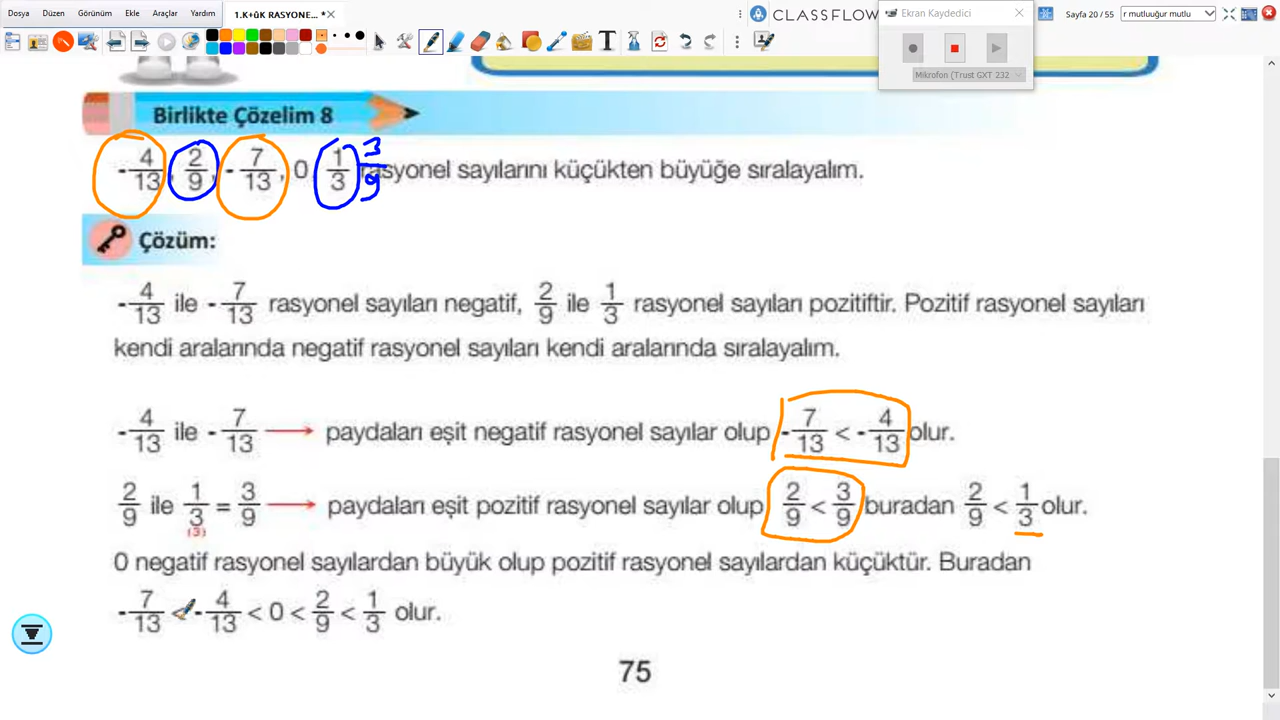 Dosya Düzen Görünüm Ekle Araçlar Yardım 1.K+ûK RASYONE... * CLASSFLOW Ekran Kaydedici Sayfa 20 / 55 r mutluuğur mutlu
Mikrofon (Trust GXT 232
Birlikte Çözelim 8
-4/13, 2/9, -7/13, 0, 1/3 3/9 rasyonel sayılarını küçükten büyüğe sıralayalım.
Çözüm:
-4/13 ile -7/13 rasyonel sayıları negatif, 2/9 ile 1/3 rasyonel sayıları pozitiftir. Pozitif rasyonel sayıları
kendi aralarında negatif rasyonel sayıları kendi aralarında sıralayalım.
-4/13 ile -7/13 → paydaları eşit negatif rasyonel sayılar olup -7/13 < -4/13 olur.
2/9 ile 1/3 = 3/9 → paydaları eşit pozitif rasyonel sayılar olup 2/9 < 3/9 buradan 2/9 < 1/3 olur.
(3)
0 negatif rasyonel sayılardan büyük olup pozitif rasyonel sayılardan küçüktür. Buradan
-7/13 < -4/13 < 0 < 2/9 < 1/3 olur.
75